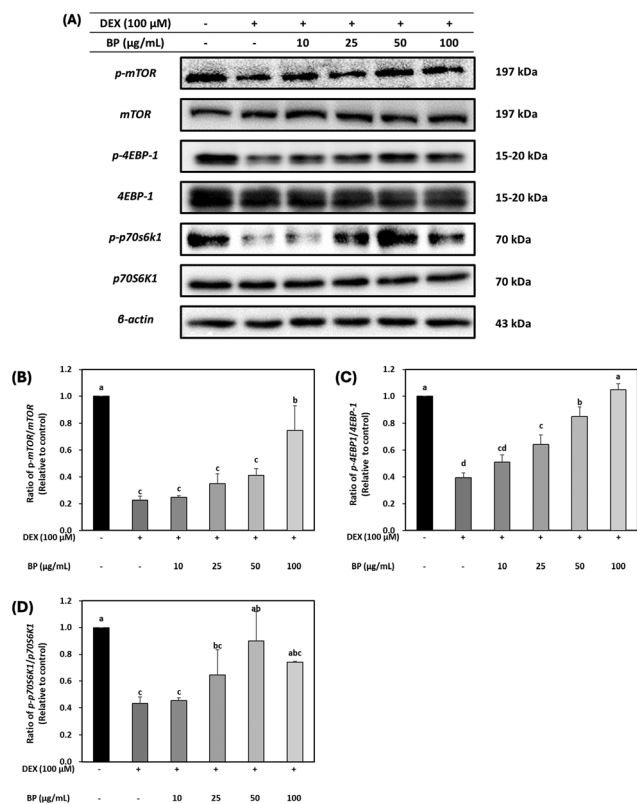 (A)
DEX (100 µM) - + + + + +
BP (µg/mL) - - 10 25 50 100
p-mTOR 197 kDa
mTOR 197 kDa
p-4EBP-1 15-20 kDa
4EBP-1 15-20 kDa
p-p70s6k1 70 kDa
p70S6K1 70 kDa
β-actin 43 kDa
(B)
Ratio of p-mTOR/mTOR
(Relative to control)
1.2
1.0
0.8
0.6
0.4
0.2
0.0
a c c c c b
DEX (100 µM) - + + + + +
BP (µg/mL) - - 10 25 50 100
(C)
Ratio of p-4EBP1/4EBP-1
(Relative to control)
1.2
1.0
0.8
0.6
0.4
0.2
0.0
a d cd c b a
DEX (100 µM) - + + + + +
BP (µg/mL) - - 10 25 50 100
(D)
Ratio of p-p70S6K1/p70S6K1
(Relative to control)
1.2
1.0
0.8
0.6
0.4
0.2
0.0
a c c bc ab abc
DEX (100 µM) - + + + + +
BP (µg/mL) - - 10 25 50 100